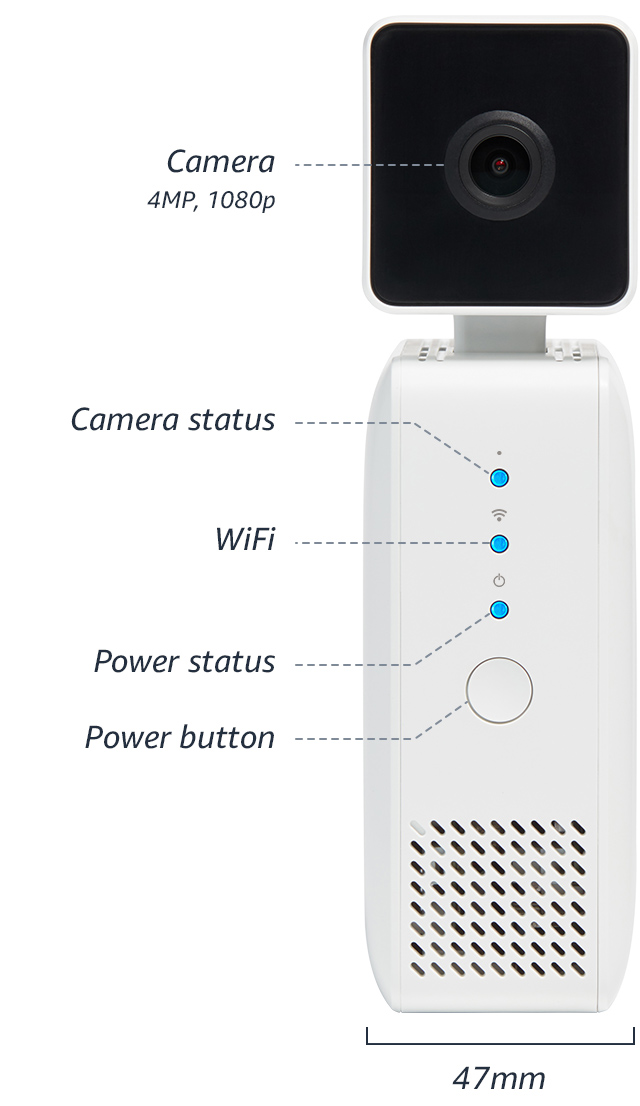 Camera
4MP, 1080p
Camera status
WiFi
Power status
Power button
47mm